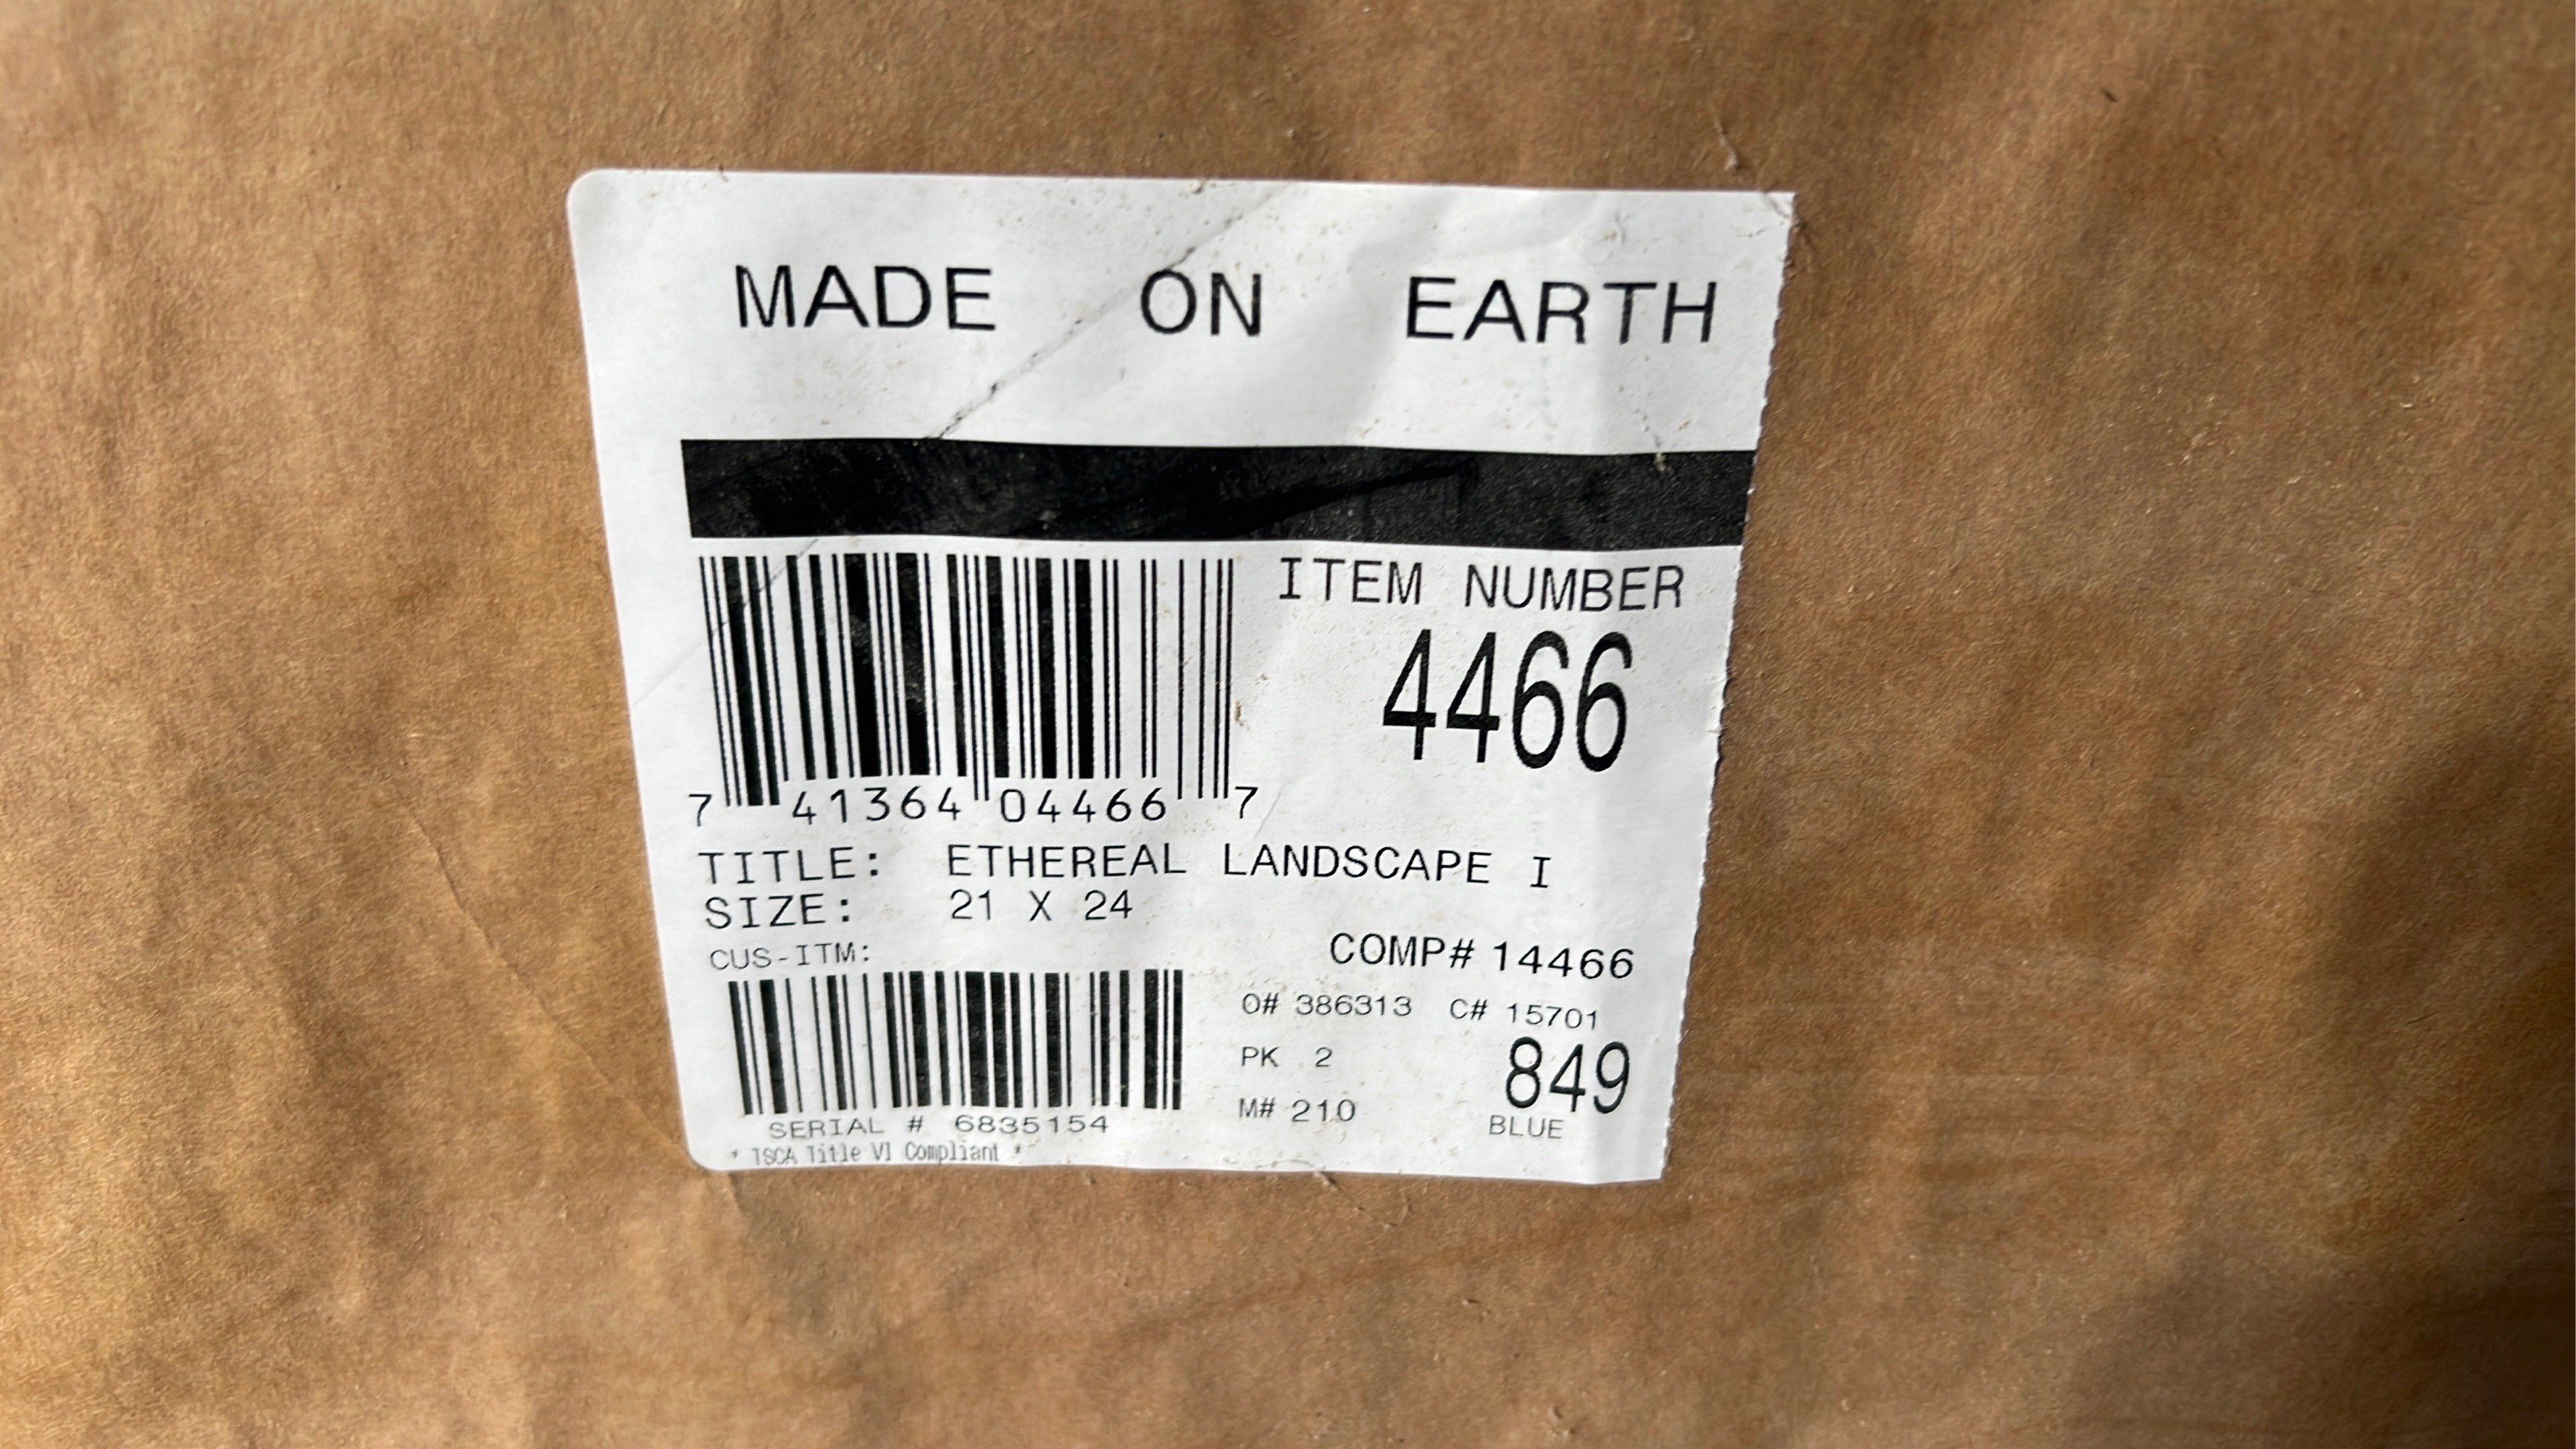 MADE ON EARTH
ITEM NUMBER
4466
7 41364 04466 7
TITLE: ETHEREAL LANDSCAPE I
SIZE: 21 X 24
CUS-ITM:
COMP# 14466
O# 386313 C# 15701
PK 2
849
M# 210
BLUE
SERIAL # 6835154
* TSCA Title VI Compliant *